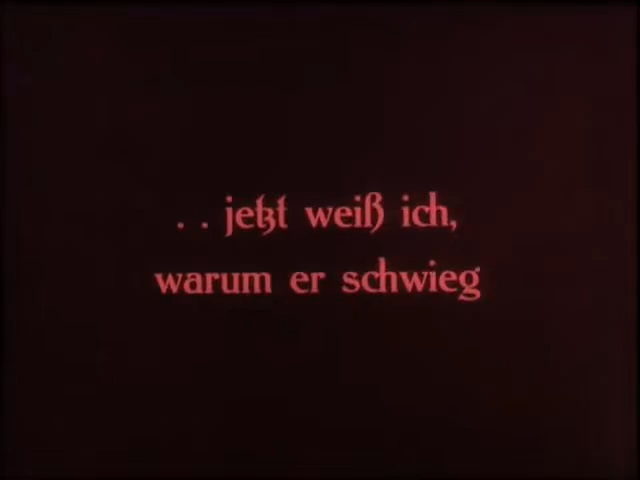 . . jetzt weiß ich,
warum er schwieg